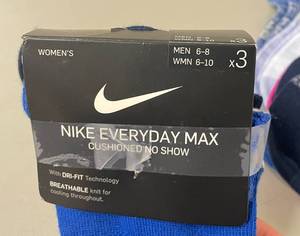 WOMEN'S
MEN 6-8
WMN 6-10
x3
NIKE EVERYDAY MAX
CUSHIONED NO SHOW
With DRI-FIT Technology
BREATHABLE knit for
cooling throughout.